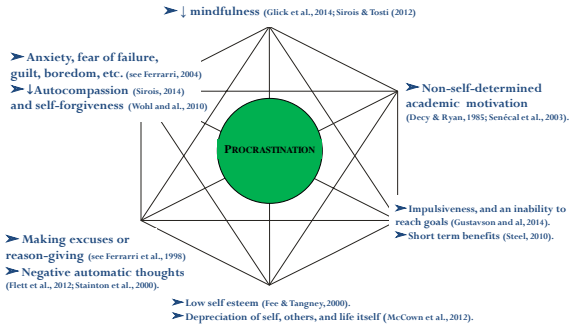 ➤ ↓ mindfulness (Glick et al., 2014; Sirois & Tosti (2012)
➤ Anxiety, fear of failure,
guilt, boredom, etc. (see Ferrari, 2004)
➤ ↓Autocompassion (Sirois, 2014)
and self-forgiveness (Wohl and al., 2010)
➤ Non-self-determined
academic motivation
(Decy & Ryan, 1985; Senécal et al., 2003).
PROCRASTINATION
➤ Impulsiveness, and an inability to
reach goals (Gustavson and al, 2014).
➤ Short term benefits (Steel, 2010).
➤ Making excuses or
reason-giving (see Ferrari et al., 1998)
➤ Negative automatic thoughts
(Flett et al., 2012; Stainton et al., 2000).
➤ Low self esteem (Fee & Tangney, 2000).
➤ Depreciation of self, others, and life itself (McCown et al., 2012).